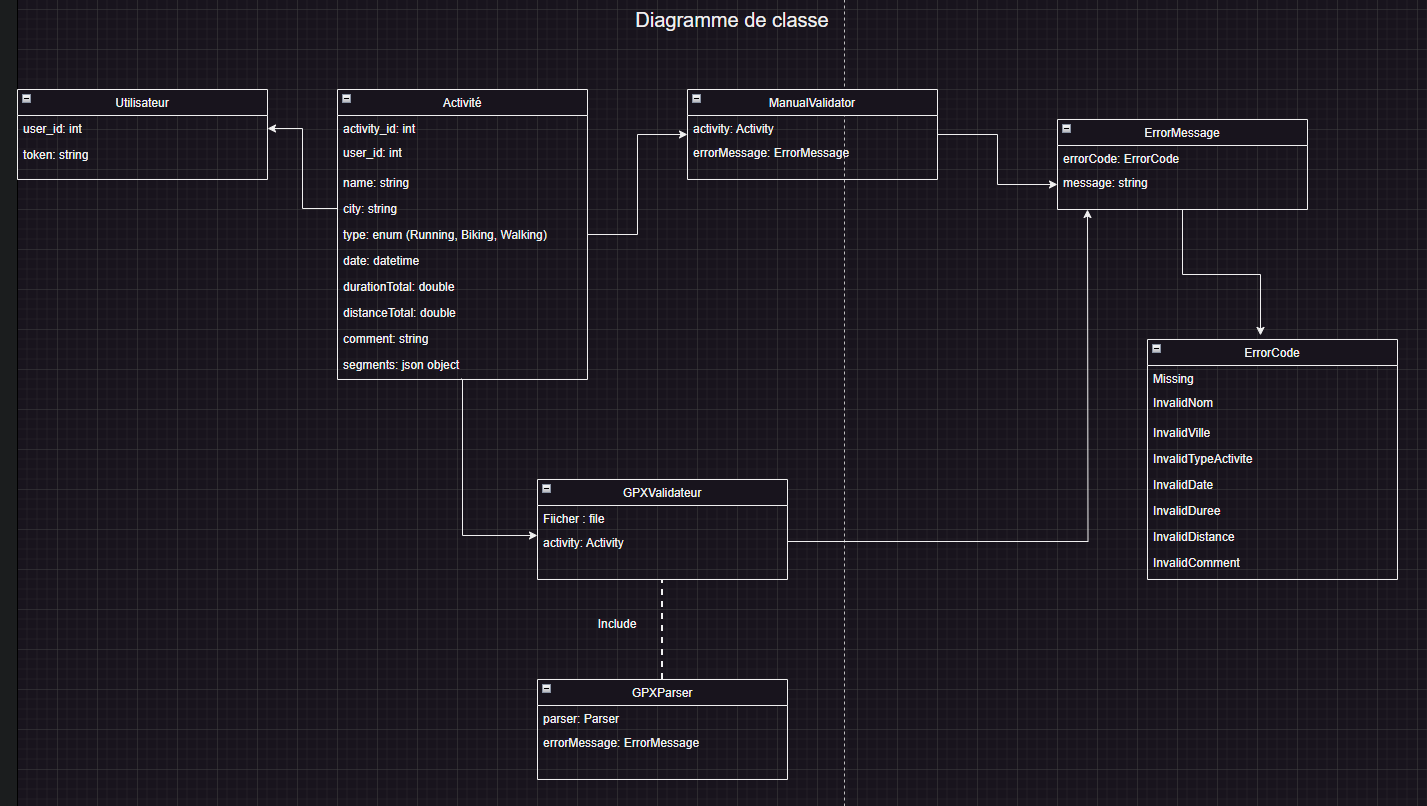 Diagramme de classe
Utilisateur
user_id: int
token: string
Activité
activity_id: int
user_id: int
name: string
city: string
type: enum (Running, Biking, Walking)
date: datetime
durationTotal: double
distanceTotal: double
comment: string
segments: json object
ManualValidator
activity: Activity
errorMessage: ErrorMessage
ErrorMessage
errorCode: ErrorCode
message: string
ErrorCode
Missing
InvalidNom
InvalidVille
InvalidTypeActivite
InvalidDate
InvalidDuree
InvalidDistance
InvalidComment
GPXValidateur
Fiicher : file
activity: Activity
Include
GPXParser
parser: Parser
errorMessage: ErrorMessage